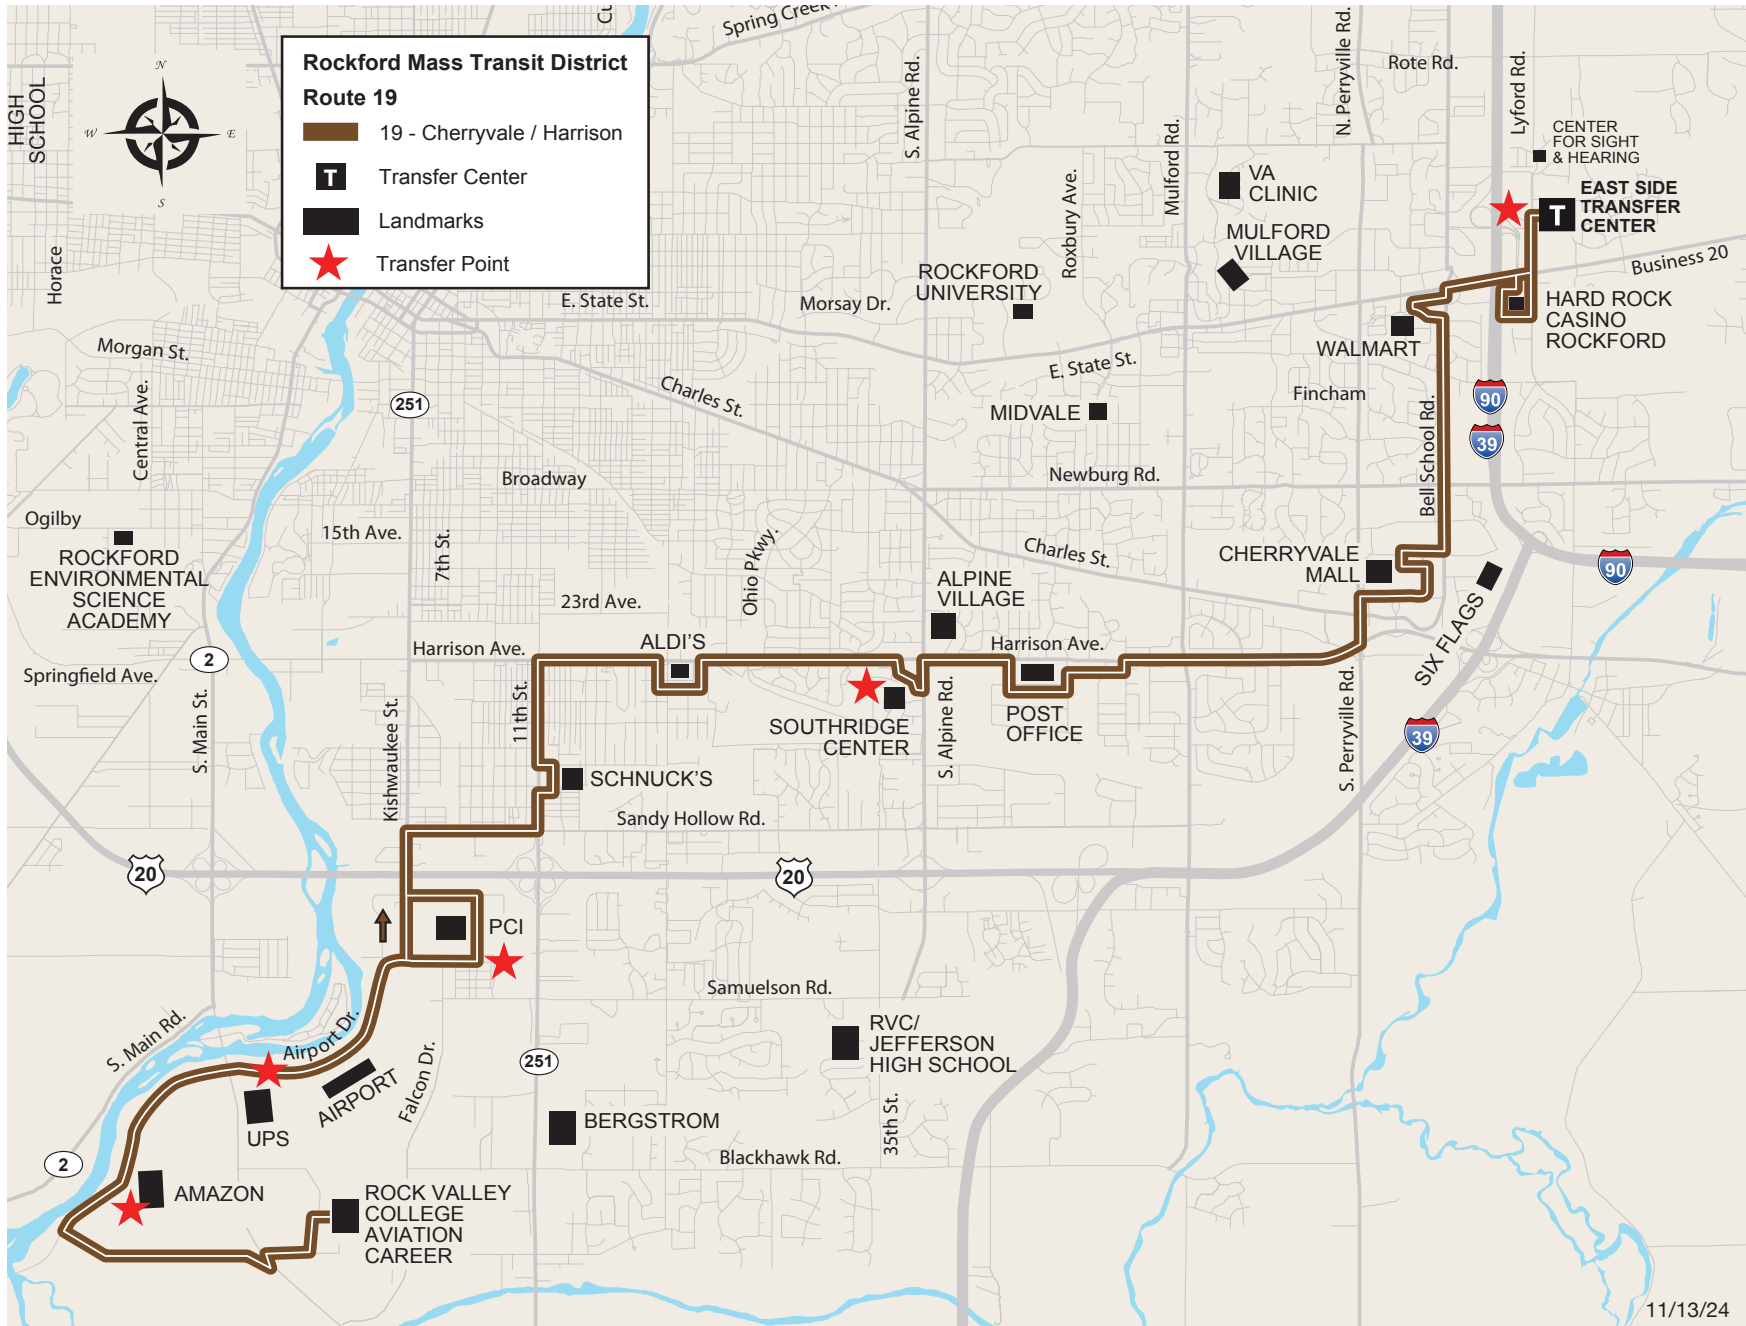 Spring Creek
Cu
HIGH
SCHOOL
N
W
E
S
Rockford Mass Transit District
Route 19
19 - Cherryvale / Harrison
T
Transfer Center
Landmarks
Transfer Point
S. Alpine Rd.
N. Perryville Rd.
Rote Rd.
Lyford Rd.
CENTER
FOR SIGHT
& HEARING
Mulford Rd.
VA
CLINIC
Roxbury Ave.
EAST SIDE
TRANSFER
CENTER
T
MULFORD
VILLAGE
Business 20
Horace
ROCKFORD
UNIVERSITY
E. State St.
Morsay Dr.
HARD ROCK
CASINO
ROCKFORD
Morgan St.
WALMART
E. State St.
Charles St.
Fincham
Central Ave.
251
MIDVALE
90
39
Bell School Rd.
Broadway
Newburg Rd.
Ogilby
15th Ave.
7th St.
Ohio Pkwy.
Charles St.
ROCKFORD
ENVIRONMENTAL
SCIENCE
ACADEMY
CHERRYVALE
MALL
90
ALPINE
VILLAGE
23rd Ave.
SIX FLAGS
Harrison Ave.
ALDI'S
Harrison Ave.
2
Springfield Ave.
S. Main St.
Kishwaukee St.
11th St.
SOUTHRIDGE
CENTER
S. Alpine Rd.
POST
OFFICE
S. Perryville Rd.
39
SCHNUCK'S
Sandy Hollow Rd.
20
20
PCI
Samuelson Rd.
S. Main Rd.
Airport Dr.
RVC/
JEFFERSON
HIGH SCHOOL
251
AIRPORT
Falcon Dr.
UPS
BERGSTROM
35th St.
2
Blackhawk Rd.
AMAZON
ROCK VALLEY
COLLEGE
AVIATION
CAREER
11/13/24